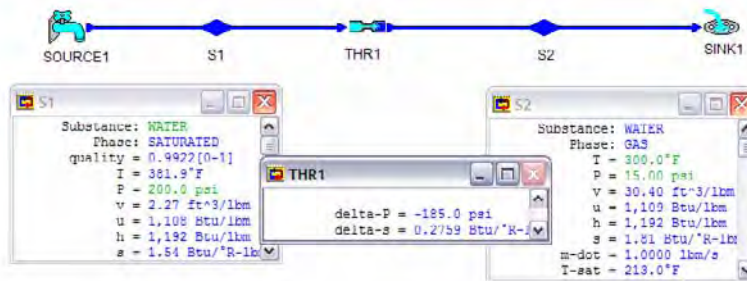 SOURCE1
S1
THR1
S2
SINK1
S1
Substance: WATER
Phase: SATURATED
quality = 0.9922[0-1]
T = 381.9°F
P = 200.0 psi
v = 2.27 ft^3/lbm
u = 1,108 Btu/lbm
h = 1,192 Btu/lbm
s = 1.54 Btu/°R-lb
THR1
delta-P = -185.0 psi
delta-s = 0.2759 Btu/°R-l
S2
Substance: WATER
Phase: GAS
T = 300.0°F
P = 15.00 psi
v = 30.40 ft^3/lbm
u = 1,109 Btu/lbm
h = 1,192 Btu/lbm
s = 1.81 Btu/°R-lb
m-dot = 1.0000 lbm/s
T-sat = 213.0°F